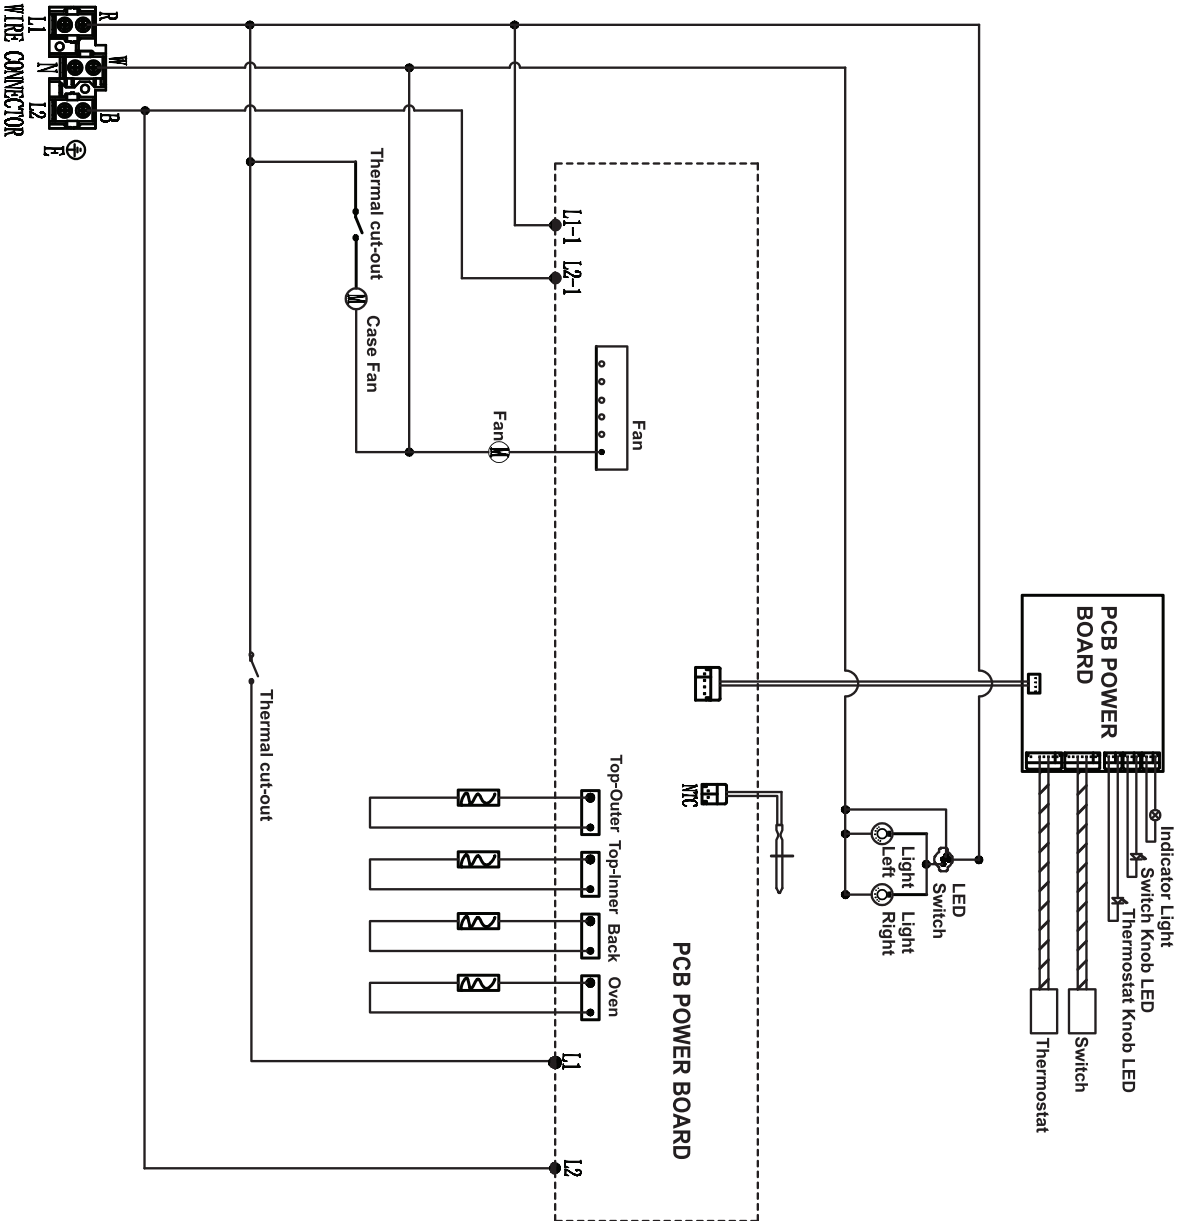 WIRE CONNECTOR
L1
N
L2
R
W
B
E
Thermal cut-out
Case Fan
Fan
Fan
L1-1
L2-1
M
M
Thermal cut-out
Top-Outer
Top-Inner
Back
Oven
L1
L2
PCB POWER BOARD
NTC
Light
Left
Light
Right
LED
Switch
PCB POWER
BOARD
Indicator Light
Switch Knob LED
Thermostat Knob LED
Switch
Thermostat